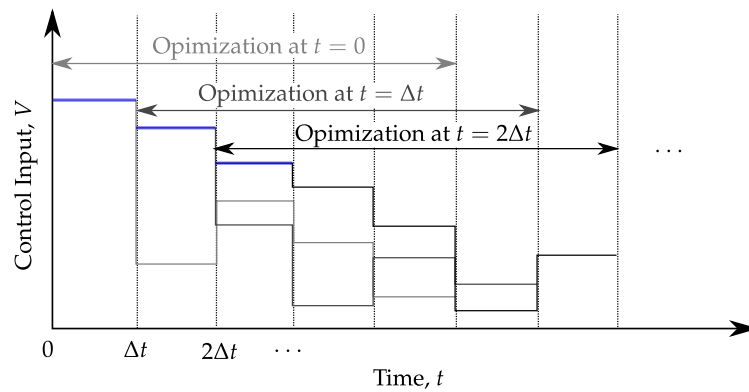 Opimization at t = 0
Opimization at t = Δt
Opimization at t = 2Δt
· · ·
Control Input, V
0 Δt 2Δt · · ·
Time, t